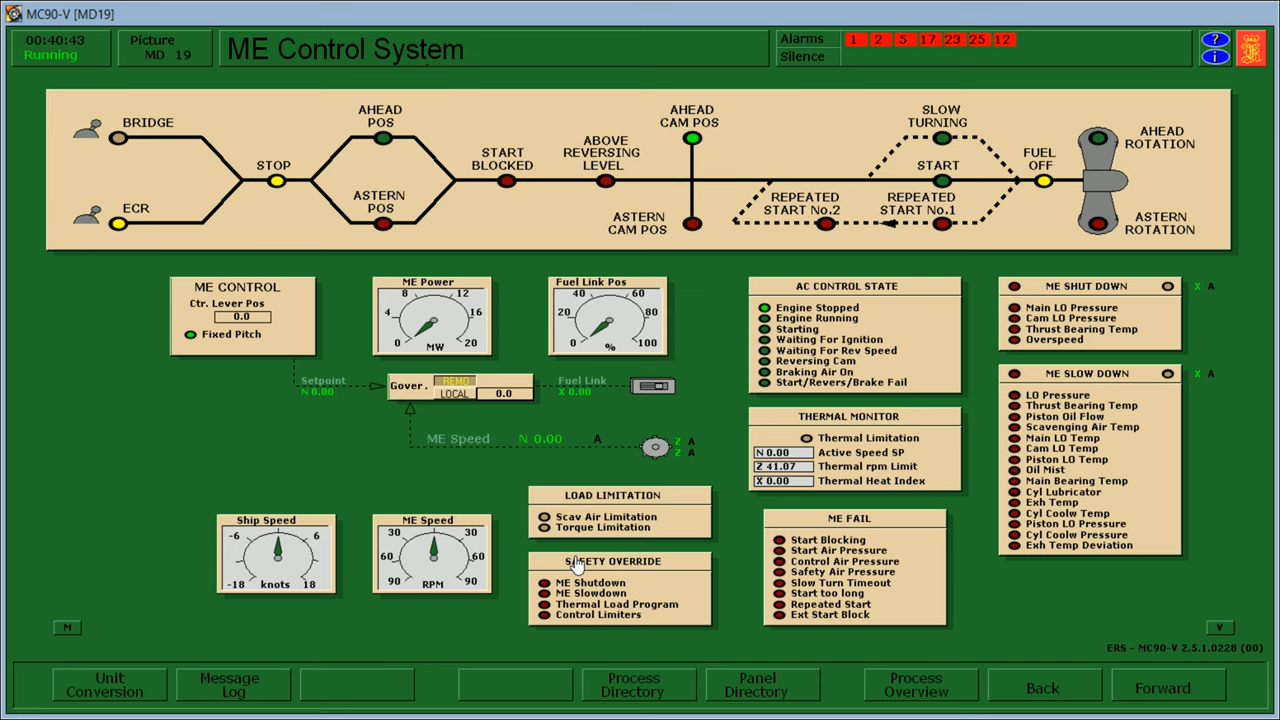 MC90-V [MD19]
00:40:43
Running
Picture
MD 19
ME Control System
Alarms
1 2 5 17 23 25 12
Silence
?
i
BRIDGE
ECR
STOP
AHEAD
POS
ASTERN
POS
START
BLOCKED
ABOVE
REVERSING
LEVEL
AHEAD
CAM POS
ASTERN
CAM POS
SLOW
TURNING
START
REPEATED
START No.2
REPEATED
START No.1
FUEL
OFF
AHEAD
ROTATION
ASTERN
ROTATION
ME CONTROL
Ctr. Lever Pos
0.0
Fixed Pitch
ME Power
8 12
4 16
0 20
MW
Fuel Link Pos
40 60
20 80
0 100
%
Setpoint
N 0.00
Gover.
REMO
LOCAL
0.0
Fuel Link
X 0.00
ME Speed N 0.00 A
Z A
Z A
Ship Speed
-6 6
-18 18
knots
ME Speed
30 30
60 60
90 90
RPM
LOAD LIMITATION
Scav Air Limitation
Torque Limitation
SAFETY OVERRIDE
ME Shutdown
ME Slowdown
Thermal Load Program
Control Limiters
AC CONTROL STATE
Engine Stopped
Engine Running
Starting
Waiting For Ignition
Waiting For Rev Speed
Reversing Cam
Braking Air On
Start/Revers/Brake Fail
THERMAL MONITOR
Thermal Limitation
N 0.00 Active Speed SP
Z 41.07 Thermal rpm Limit
X 0.00 Thermal Heat Index
ME FAIL
Start Blocking
Start Air Pressure
Control Air Pressure
Safety Air Pressure
Slow Turn Timeout
Start too long
Repeated Start
Ext Start Block
ME SHUT DOWN
X A
Main LO Pressure
Cam LO Pressure
Thrust Bearing Temp
Overspeed
ME SLOW DOWN
X A
LO Pressure
Thrust Bearing Temp
Piston Oil Flow
Scavenging Air Temp
Main LO Temp
Cam LO Temp
Piston LO Temp
Oil Mist
Main Bearing Temp
Cyl Lubricator
Exh Temp
Cyl Coolw Temp
Piston LO Pressure
Cyl Coolw Pressure
Exh Temp Deviation
M
V
ERS - MC90-V 2.5.1.0228 (00)
Unit
Conversion
Message
Log
Process
Directory
Panel
Directory
Process
Overview
Back
Forward